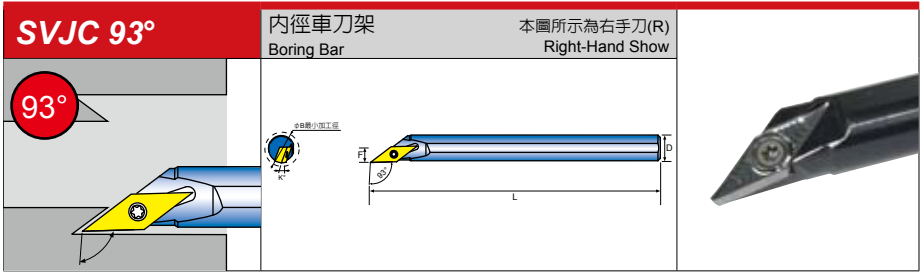 SVJC 93°
內徑車刀架
Boring Bar
本圖所示為右手刀(R)
Right-Hand Show
93°
φB最小加工徑
F
K°
93°
D
L